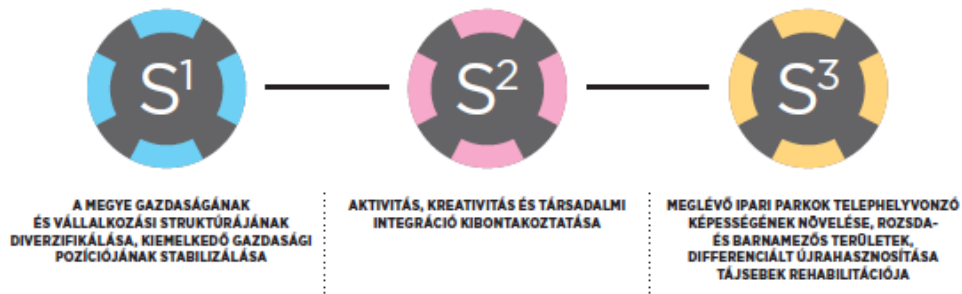 S¹
S²
S³
A MEGYE GAZDASÁGÁNAK
ÉS VÁLLALKOZÁSI STRUKTÚRÁJÁNAK
DIVERZIFIKÁLÁSA, KIEMELKEDŐ GAZDASÁGI
POZÍCIÓJÁNAK STABILIZÁLÁSA
AKTIVITÁS, KREATIVITÁS ÉS TÁRSADALMI
INTEGRÁCIÓ KIBONTAKOZTATÁSA
MEGLÉVŐ IPARI PARKOK TELEPHELYVONZÓ
KÉPESSÉGÉNEK NÖVELÉSE, ROZSDA-
ÉS BARNAMEZŐS TERÜLETEK,
DIFFERENCIÁLT ÚJRAHASZNOSÍTÁSA
TÁJSEBEK REHABILITÁCIÓJA